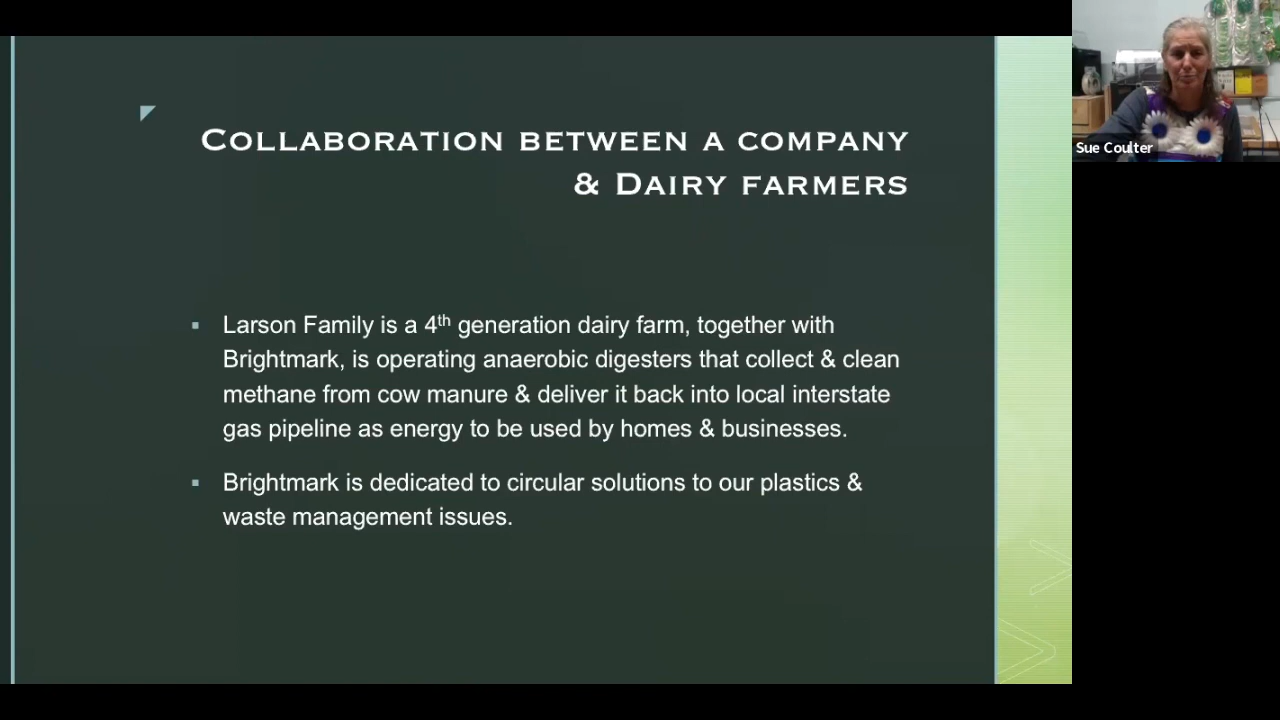 Collaboration between a company
& Dairy farmers
Larson Family is a 4th generation dairy farm, together with
Brightmark, is operating anaerobic digesters that collect & clean
methane from cow manure & deliver it back into local interstate
gas pipeline as energy to be used by homes & businesses.
Brightmark is dedicated to circular solutions to our plastics &
waste management issues.
Sue Coulter